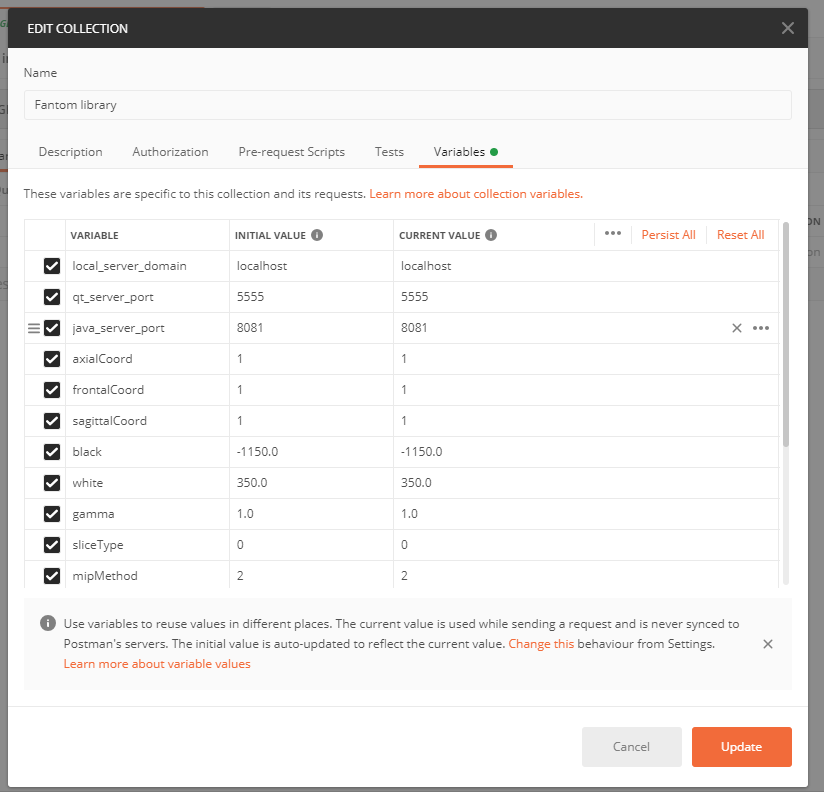 EDIT COLLECTION
Name
Fantom library
Description Authorization Pre-request Scripts Tests Variables
These variables are specific to this collection and its requests. Learn more about collection variables.
VARIABLE INITIAL VALUE CURRENT VALUE Persist All Reset All
local_server_domain localhost localhost
qt_server_port 5555 5555
java_server_port 8081 8081
axialCoord 1 1
frontalCoord 1 1
sagittalCoord 1 1
black -1150.0 -1150.0
white 350.0 350.0
gamma 1.0 1.0
sliceType 0 0
mipMethod 2 2
Use variables to reuse values in different places. The current value is used while sending a request and is never synced to
Postman's servers. The initial value is auto-updated to reflect the current value. Change this behaviour from Settings.
Learn more about variable values
Cancel Update